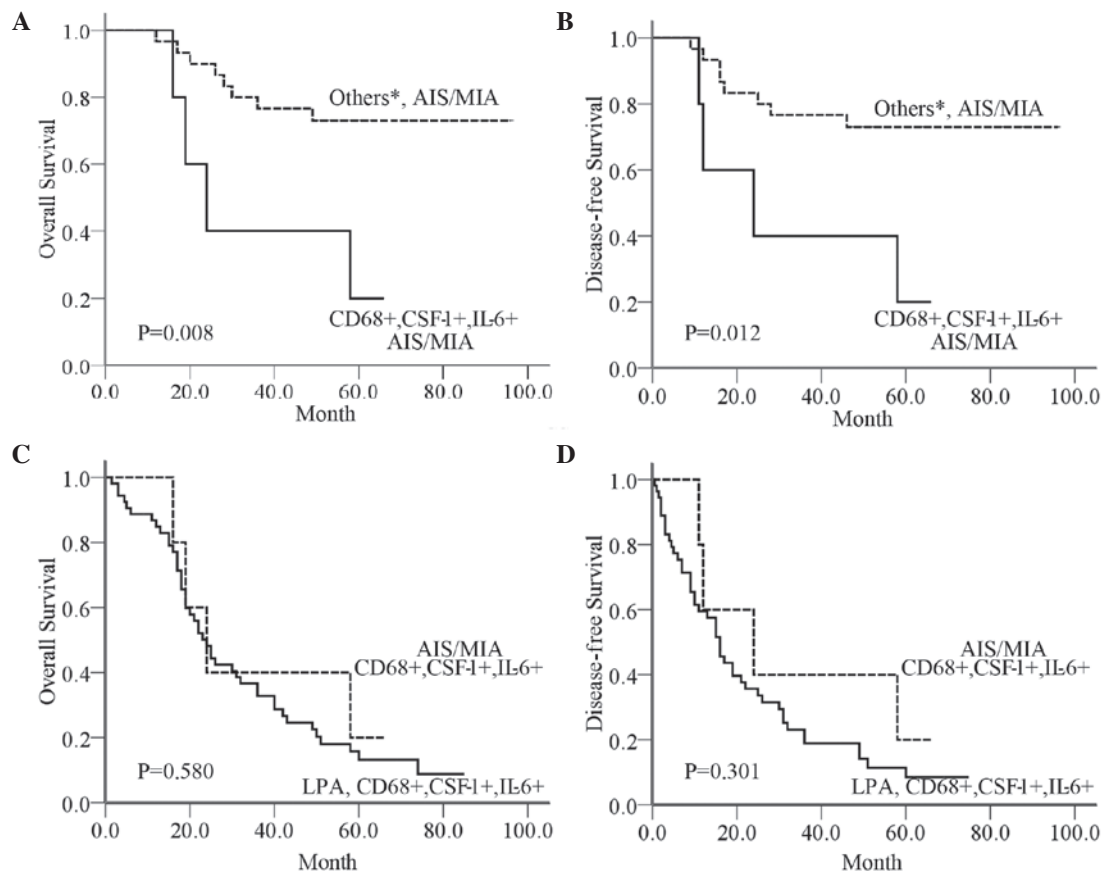 A
1.0
0.8
0.6
0.4
0.2
0.0
Overall Survival
Others*, AIS/MIA
CD68+,CSF-1+,IL-6+
AIS/MIA
P=0.008
0.0 20.0 40.0 60.0 80.0 100.0
Month
B
1.0
0.8
0.6
0.4
0.2
0.0
Disease-free Survival
Others*, AIS/MIA
CD68+,CSF-1+,IL-6+
AIS/MIA
P=0.012
0.0 20.0 40.0 60.0 80.0 100.0
Month
C
1.0
0.8
0.6
0.4
0.2
0.0
Overall Survival
AIS/MIA
CD68+,CSF-1+,IL-6+
P=0.580
LPA, CD68+,CSF-1+,IL-6+
0.0 20.0 40.0 60.0 80.0 100.0
Month
D
1.0
0.8
0.6
0.4
0.2
0.0
Disease-free Survival
AIS/MIA
CD68+,CSF-1+,IL-6+
P=0.301
LPA, CD68+,CSF-1+,IL-6+
0.0 20.0 40.0 60.0 80.0 100.0
Month